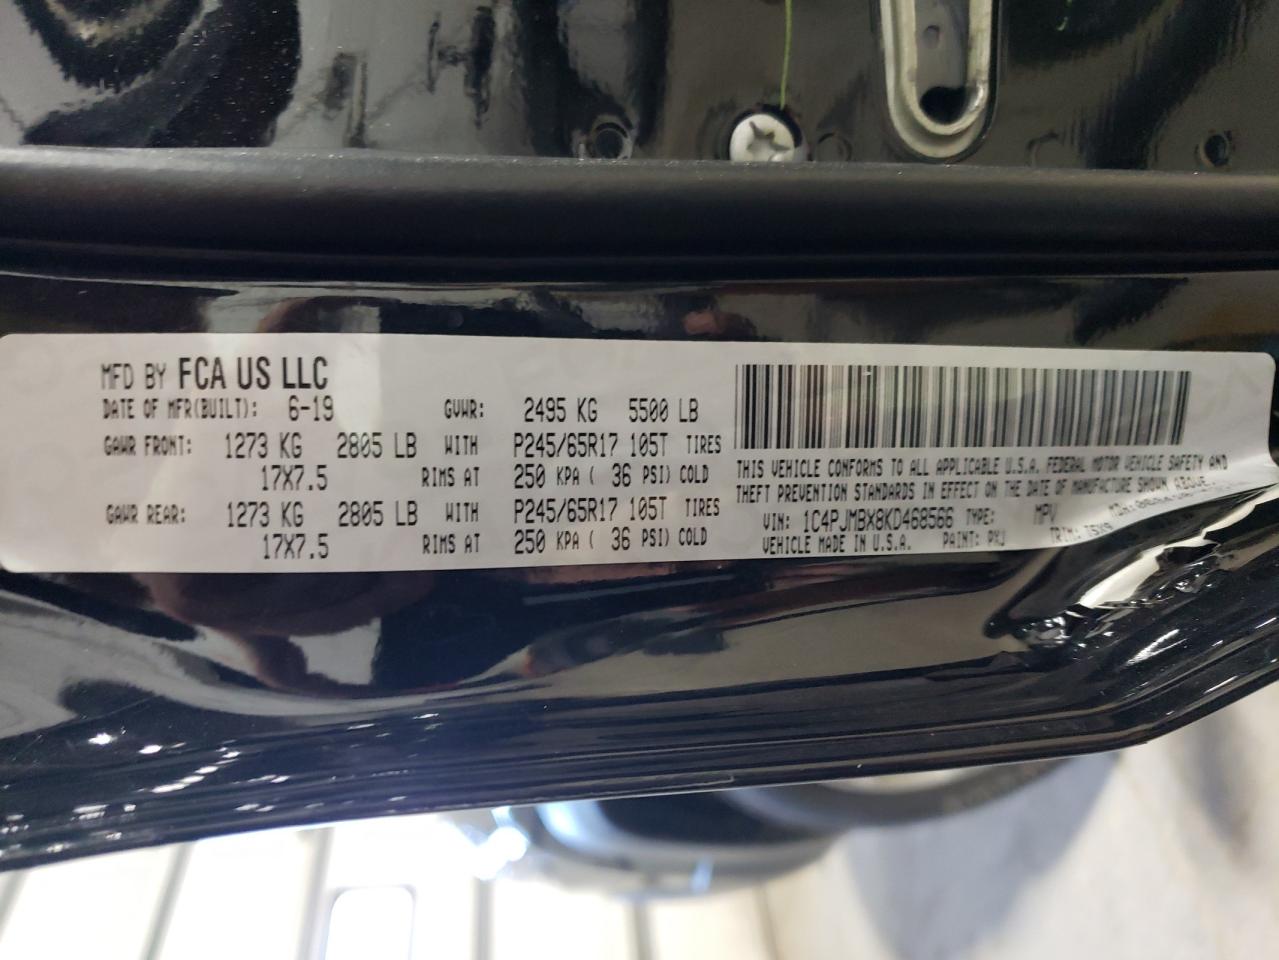 MFD BY FCA US LLC
DATE OF MFR(BUILT): 6-19 GVWR: 2495 KG 5500 LB
GAWR FRONT: 1273 KG 2805 LB WITH P245/65R17 105T TIRES
17X7.5 RIMS AT 250 KPA ( 36 PSI) COLD
GAWR REAR: 1273 KG 2805 LB WITH P245/65R17 105T TIRES
17X7.5 RIMS AT 250 KPA ( 36 PSI) COLD
THIS VEHICLE CONFORMS TO ALL APPLICABLE U.S.A. FEDERAL MOTOR VEHICLE SAFETY AND
THEFT PREVENTION STANDARDS IN EFFECT ON THE DATE OF MANUFACTURE SHOWN ABOVE.
VIN: 1C4PJMBX8KD468566 TYPE: MPV
VEHICLE MADE IN U.S.A. PAINT: PXJ TRIM: TSX9